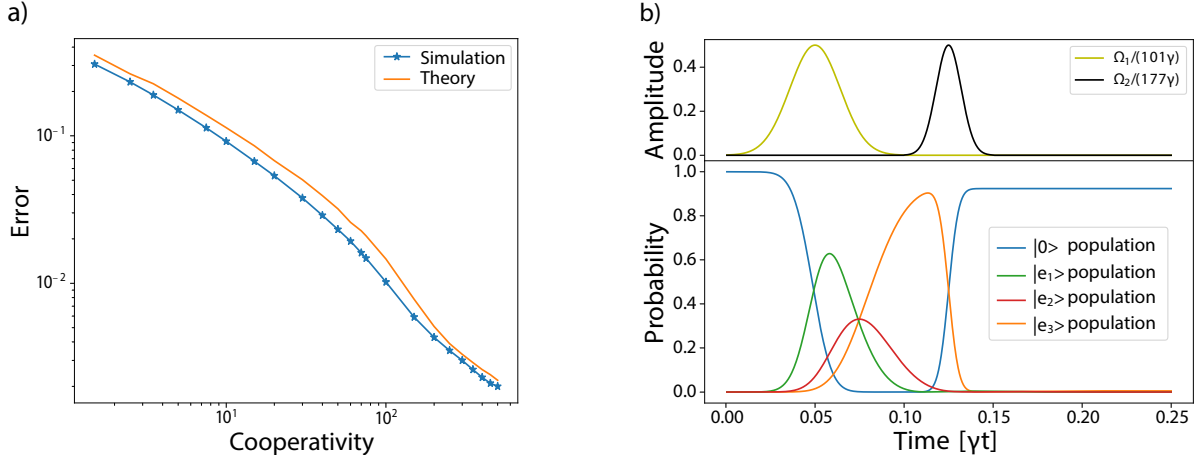 a)
Error
10⁻¹
10⁻²
10¹
10²
Cooperativity
Simulation
Theory
b)
Amplitude
0.4
0.2
0.0
Ω₁/(101γ)
Ω₂/(177γ)
Probability
1.0
0.8
0.6
0.4
0.2
0.0
|0> population
|e₁> population
|e₂> population
|e₃> population
0.00
0.05
0.10
0.15
0.20
0.25
Time [γt]